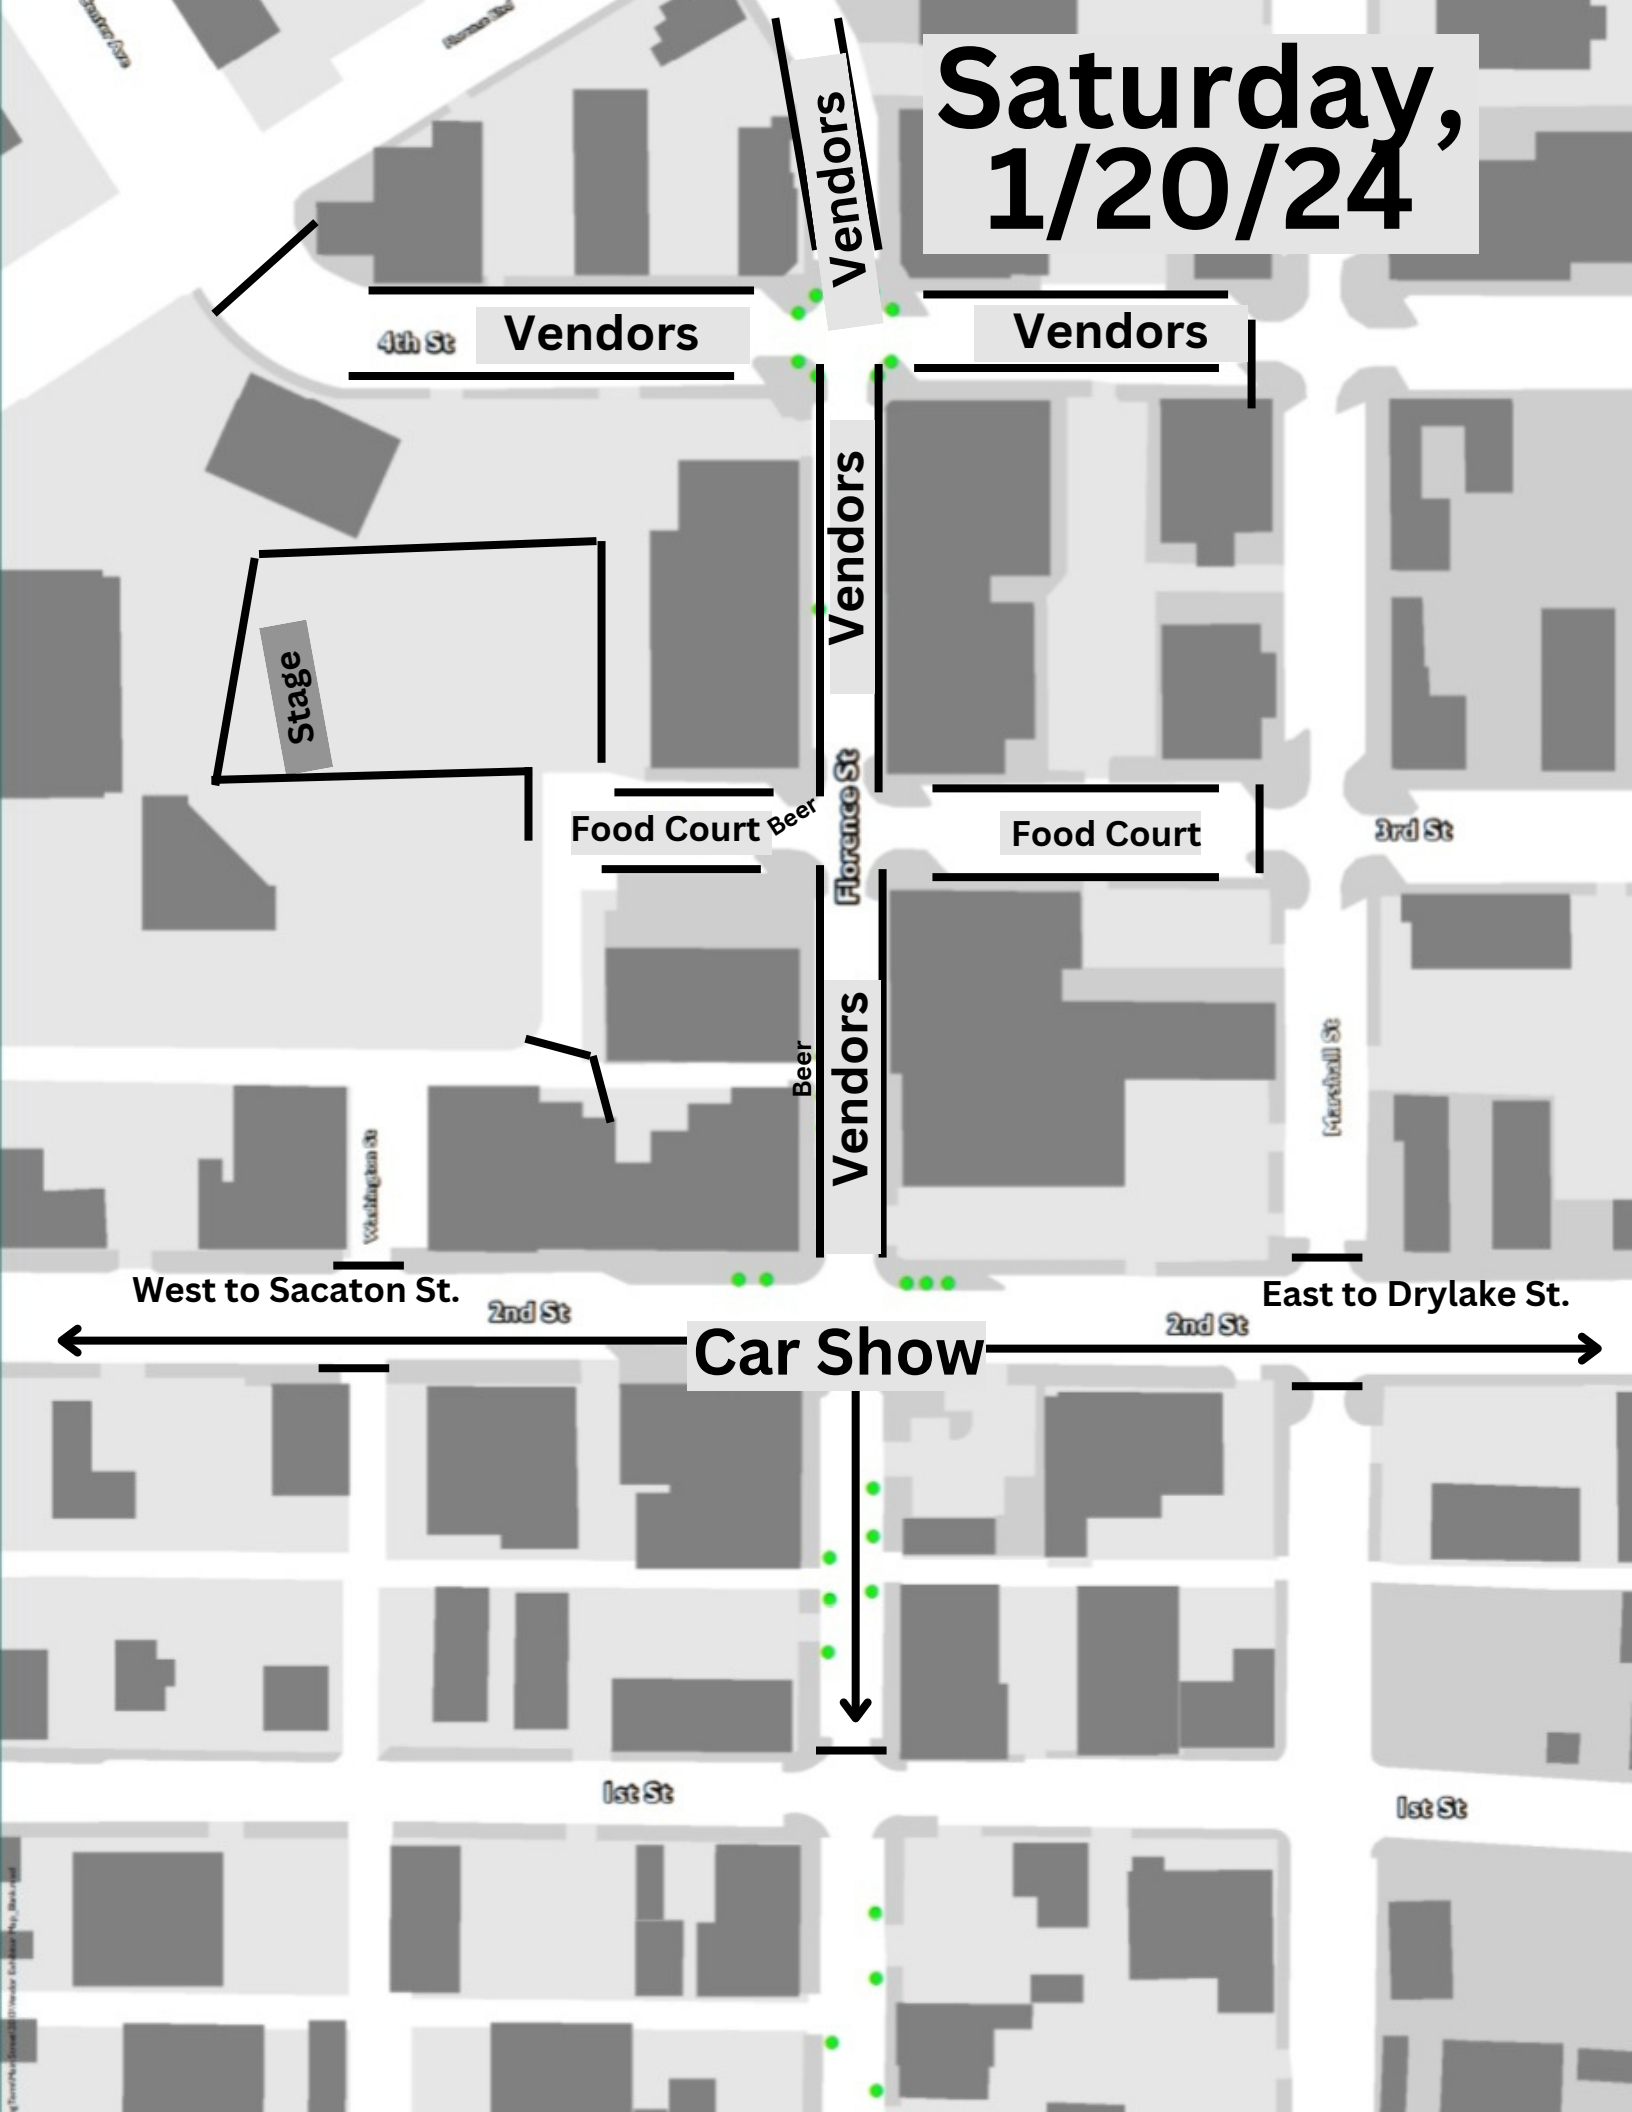 Saturday,
1/20/24
Vendors
4th St
Vendors
Vendors
Vendors
Stage
Florence St
Food Court
Beer
Food Court
3rd St
Vendors
Beer
Marshall St
Washington St
West to Sacaton St.
East to Drylake St.
2nd St
2nd St
Car Show
1st St
1st St